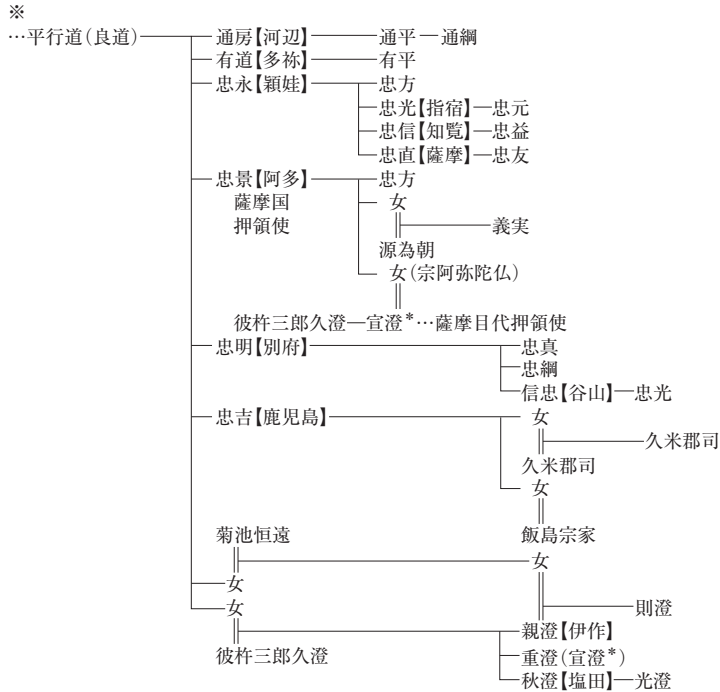 ※
…平行道(良道) 通房【河辺】 通平 通綱
有道【多祢】 有平
忠永【穎娃】 忠方
忠光【指宿】 忠元
忠信【知覧】 忠益
忠直【薩摩】 忠友
忠景【阿多】 忠方
薩摩国 女
押領使 義実
源為朝
女(宗阿弥陀仏)
彼杵三郎久澄 宣澄*…薩摩目代押領使
忠明【別府】 忠真
忠綱
信忠【谷山】 忠光
忠吉【鹿児島】 女
久米郡司
久米郡司
女
菊池恒遠 飯島宗家
女
女
女 則澄
親澄【伊作】
彼杵三郎久澄 重澄(宣澄*)
秋澄【塩田】 光澄